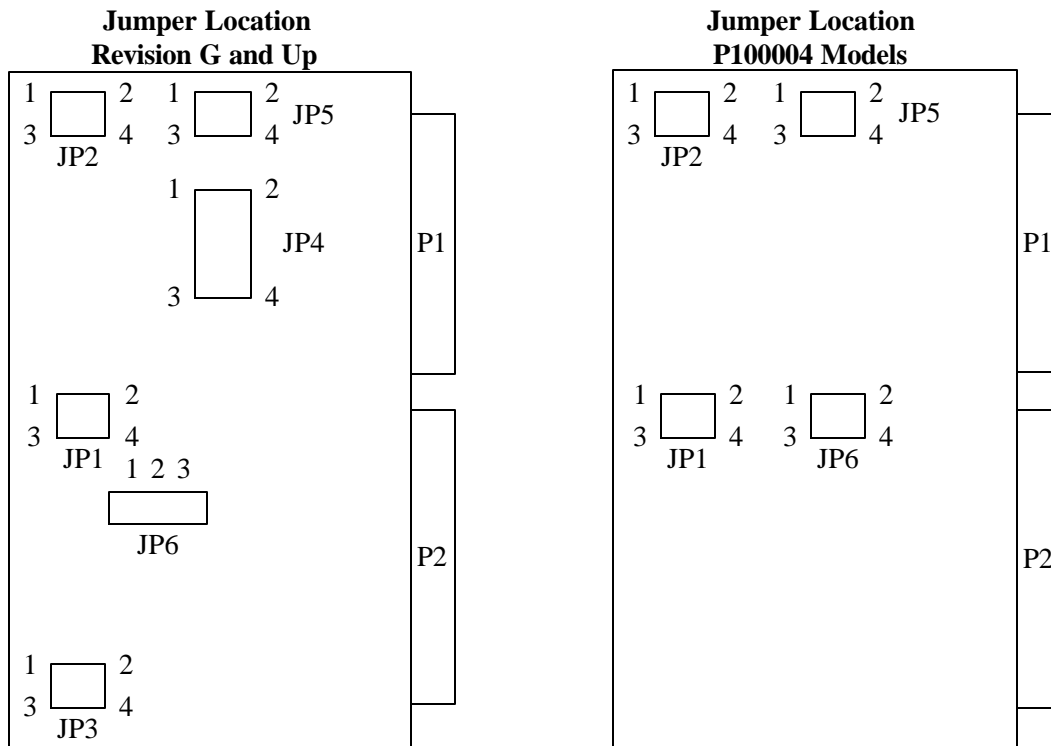 Jumper Location
Revision G and Up
1 2 1 2
JP5
3 4 3 4
JP2
1 2
JP4
P1
3 4
1 2
3 4
JP1
1 2 3
JP6
P2
1 2
3 4
JP3
Jumper Location
P100004 Models
1 2 1 2
JP5
3 4 3 4
JP2
P1
1 2 1 2
3 4 3 4
JP1 JP6
P2